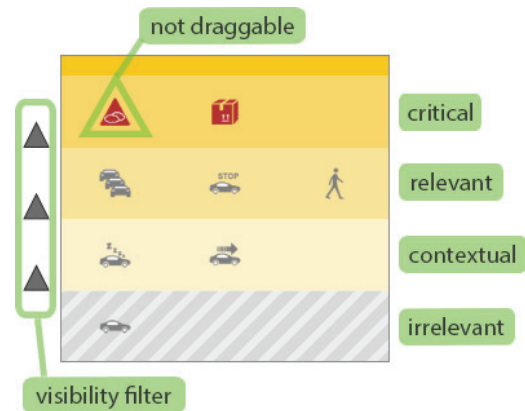 not draggable
critical
STOP
relevant
z z z z
contextual
irrelevant
visibility filter